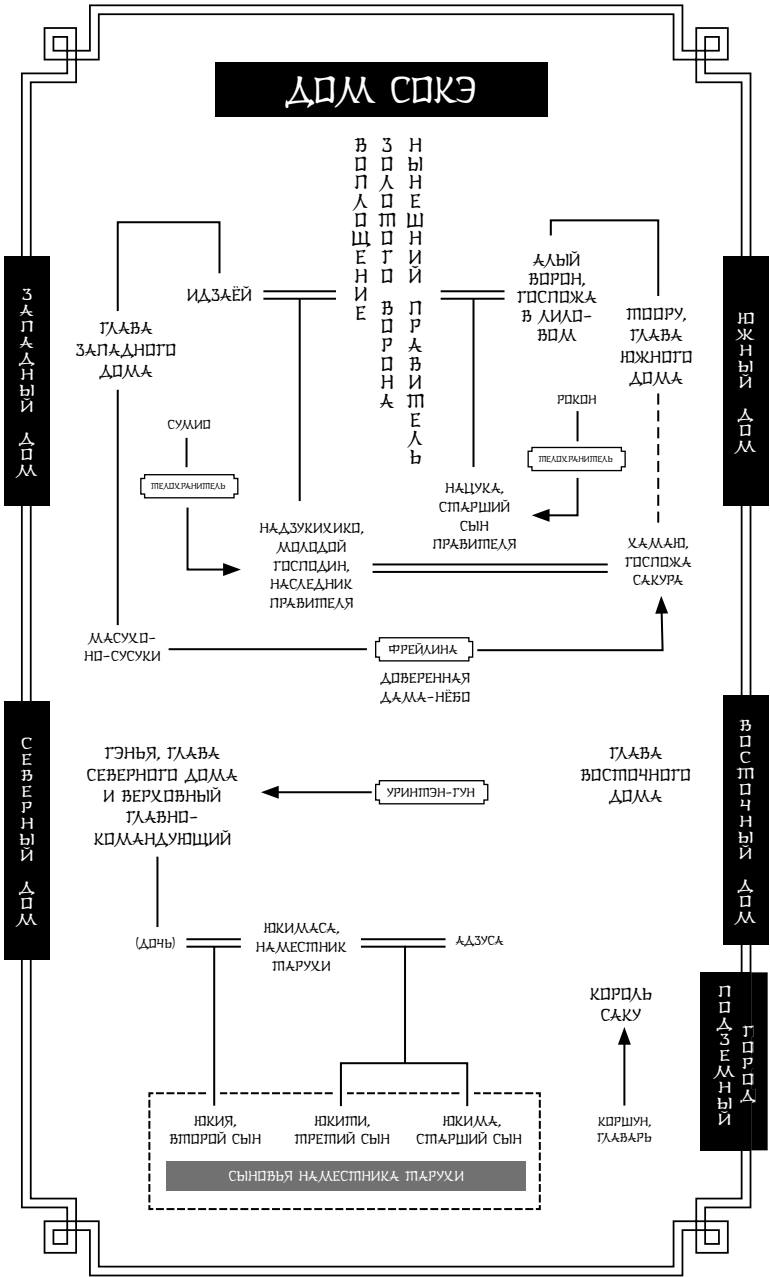 ДОМ СОКЭ
НЫНЕШНИЙ ПРАВИТЕЛЬ
ЗОЛОТОГО ВОРОНА
ВОПЛОЩЕНИЕ
ЗАПАДНЫЙ ДОМ
ЮЖНЫЙ ДОМ
ИДЗАЁЙ
АЛЫЙ
ВОРОН,
ГОСПОЖА
В ЛИЛО-
ВОМ
ГЛАВА
ЗАПАДНОГО
ДОМА
ТООРУ,
ГЛАВА
ЮЖНОГО
ДОМА
СУМИО
ТЕЛОХРАНИТЕЛЬ
РОКОН
ТЕЛОХРАНИТЕЛЬ
НАДЗУКИХИКО,
МОЛОДОЙ
ГОСПОДИН,
НАСЛЕДНИК
ПРАВИТЕЛЯ
НАЦУКА,
СТАРШИЙ
СЫН
ПРАВИТЕЛЯ
ХАМАЮ,
ГОСПОЖА
САКУРА
МАСУХО-
НО-СУСУКИ
ФРЕЙЛИНА
ДОВЕРЕННАЯ
ДАМА-НЁБО
СЕВЕРНЫЙ ДОМ
ВОСТОЧНЫЙ ДОМ
ГЭНЬЯ, ГЛАВА
СЕВЕРНОГО ДОМА
И ВЕРХОВНЫЙ
ГЛАВНО-
КОМАНДУЮЩИЙ
УРИНТЭН-ГУН
ГЛАВА
ВОСТОЧНОГО
ДОМА
(ДОЧЬ)
ЮКИМАСА,
НАМЕСТНИК
ТАРУХИ
АДЗУСА
ЮКИЯ,
ВТОРОЙ СЫН
ЮКИТИ,
ТРЕТИЙ СЫН
ЮКИМА,
СТАРШИЙ СЫН
СЫНОВЬЯ НАМЕСТНИКА ТАРУХИ
КОРОЛЬ
САКУ
КОРШУН,
ГЛАВАРЬ
ПОДЗЕМНЫЙ
ГОРОД